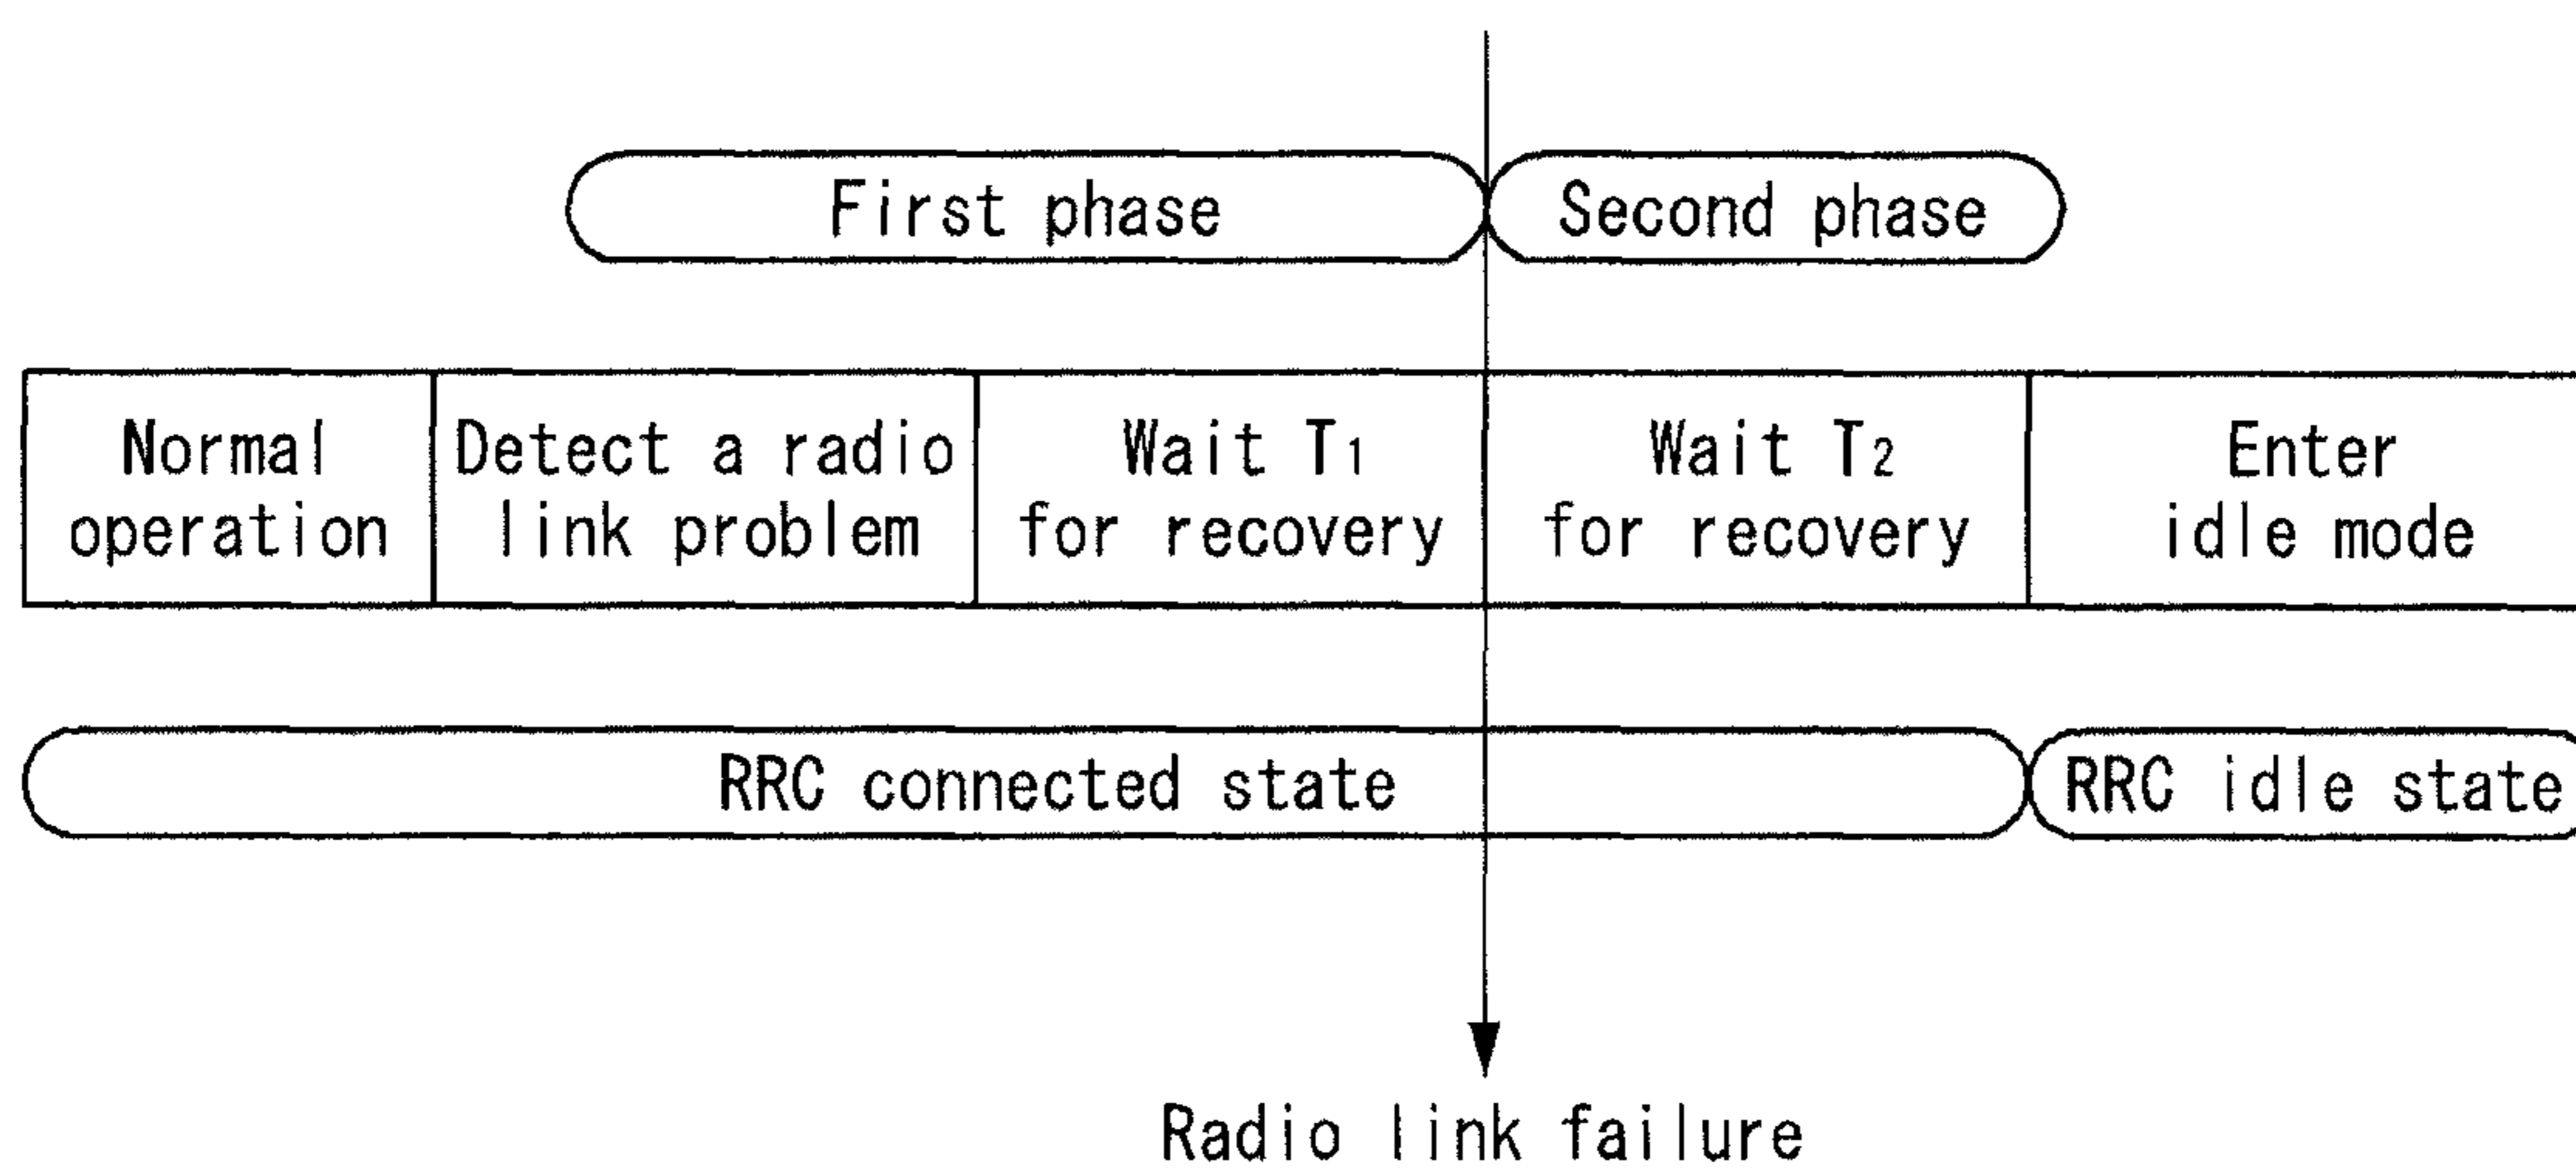 First phase
Second phase
Normal
operation
Detect a radio
link problem
Wait T1
for recovery
Wait T2
for recovery
Enter
idle mode
RRC connected state
RRC idle state
Radio link failure